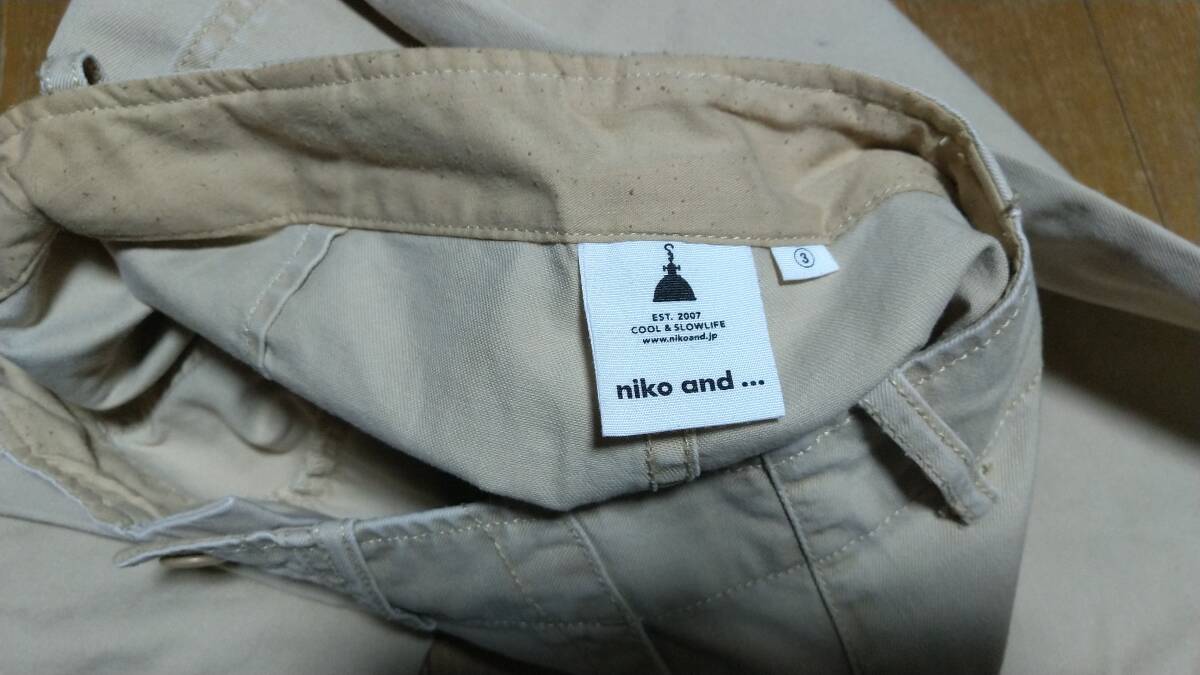 EST. 2007
COOL & SLOWLIFE
www.nikoand.jp
niko and ...
③